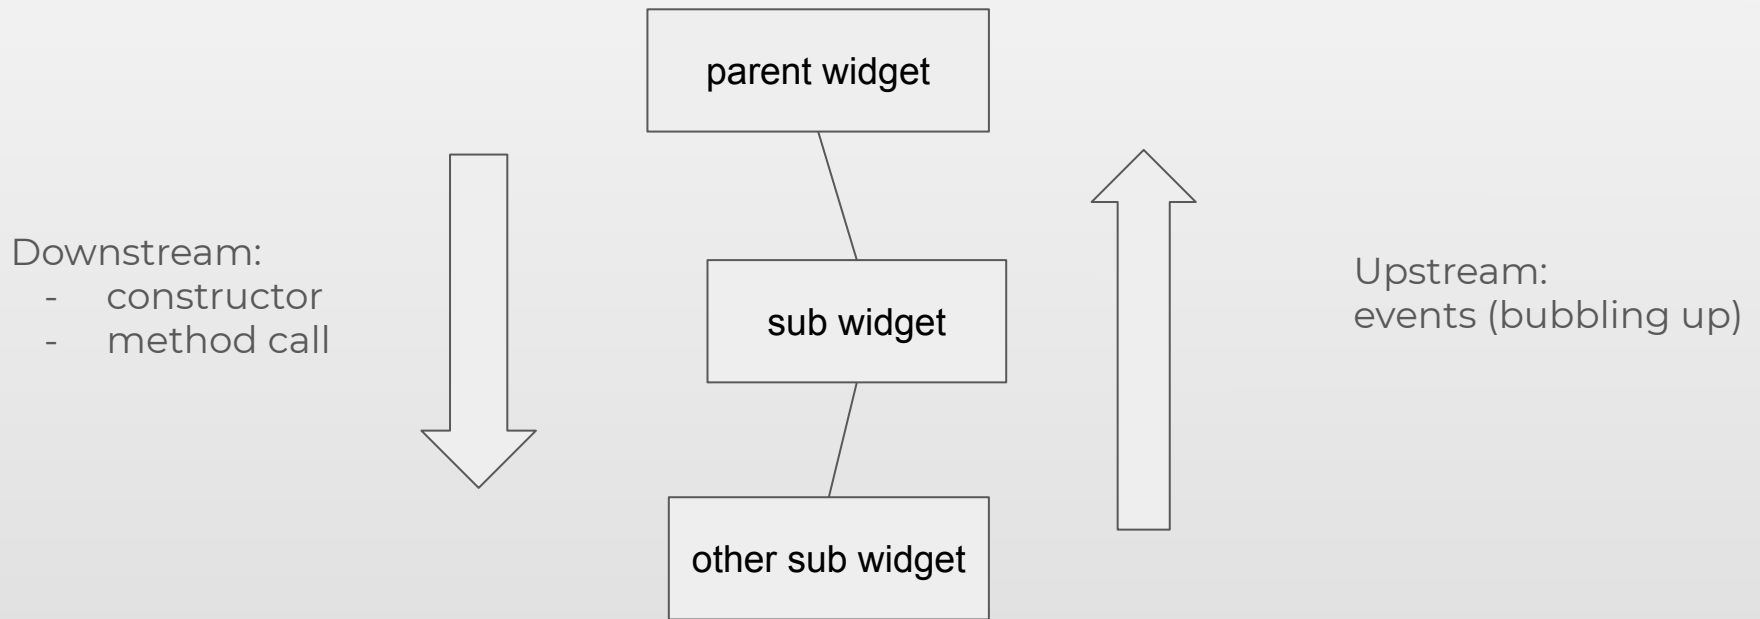 parent widget
Downstream:
- constructor
- method call
sub widget
Upstream:
events (bubbling up)
other sub widget